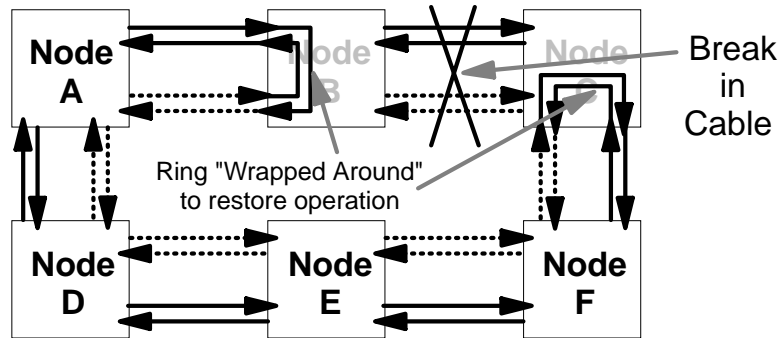 Node
A
Node
B
Node
C
Break
in
Cable
Ring "Wrapped Around"
to restore operation
Node
D
Node
E
Node
F